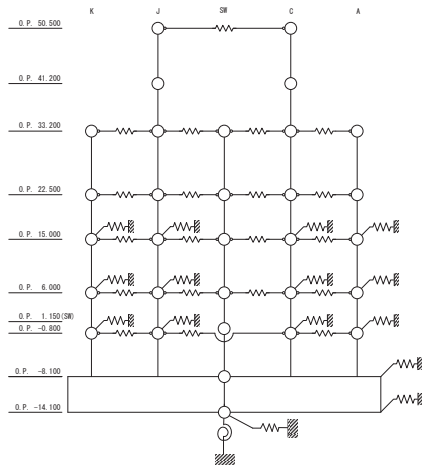 K J SW C A
O.P. 50.500
O.P. 41.200
O.P. 33.200
O.P. 22.500
O.P. 15.000
O.P. 6.000
O.P. 1.150(SW)
O.P. -0.800
O.P. -8.100
O.P. -14.100